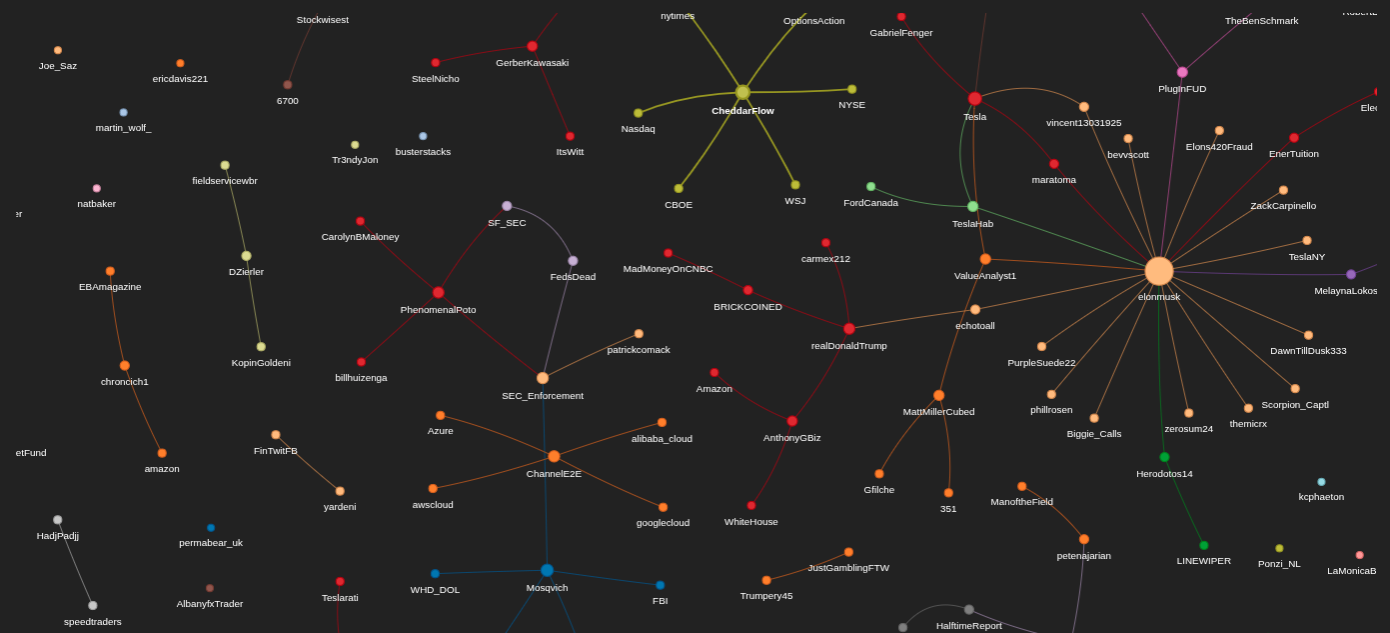 nytimes
OptionsAction
Stockwisest
TheBenSchmark
GabrielFenger
Joe_Saz
ericdavis221
SteelNicho
GerberKawasaki
6700
CheddarFlow
NYSE
Tesla
PluginFUD
Elec
martin_wolf_
Nasdaq
vincent13031925
Tr3ndyJon
busterstacks
ItsWitt
bevvscott
Elons420Fraud
EnerTuition
fieldservicewbr
maratoma
natbaker
CBOE
WSJ
FordCanada
ZackCarpinello
er
SF_SEC
TeslaHab
CarolynBMaloney
carmex212
TeslaNY
MadMoneyOnCNBC
DZierler
FedsDead
ValueAnalyst1
EBAmagazine
MelaynaLokos
elonmusk
PhenomenalPoto
BRICKCOINED
echotoall
patrickcomack
realDonaldTrump
DawnTillDusk333
KopinGoldeni
PurpleSuede22
billhuizenga
chroncich1
Amazon
SEC_Enforcement
Scorpion_Captl
MattMillerCubed
phillrosen
themicrx
Azure
alibaba_cloud
AnthonyGBiz
Biggie_Calls
zerosum24
etFund
FinTwitFB
amazon
ChannelE2E
Herodotos14
Gfilche
kcphaeton
yardeni
awscloud
googlecloud
WhiteHouse
351
ManoftheField
HadjPadjj
permabear_uk
petenajarian
LINEWIPER
Ponzi_NL
JustGamblingFTW
LaMonicaB
Teslarati
WHD_DOL
Mosqvich
FBI
Trumpery45
AlbanyfxTrader
speedtraders
HalftimeReport